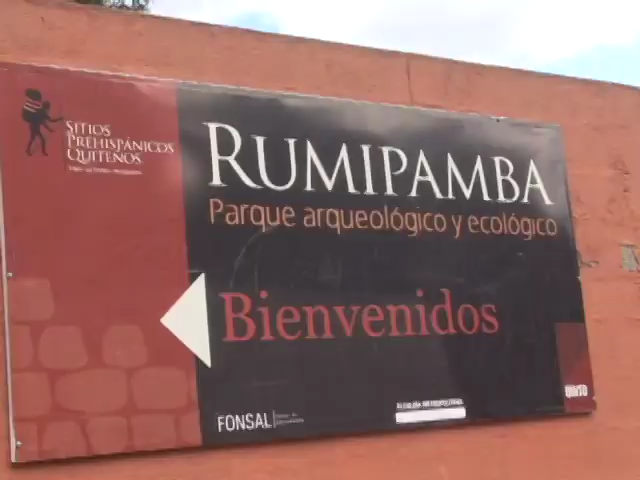 SITIOS
PREHISPÁNICOS
QUITEÑOS
RUMIPAMBA
Parque arqueológico y ecológico
Bienvenidos
FONSAL
QUITO